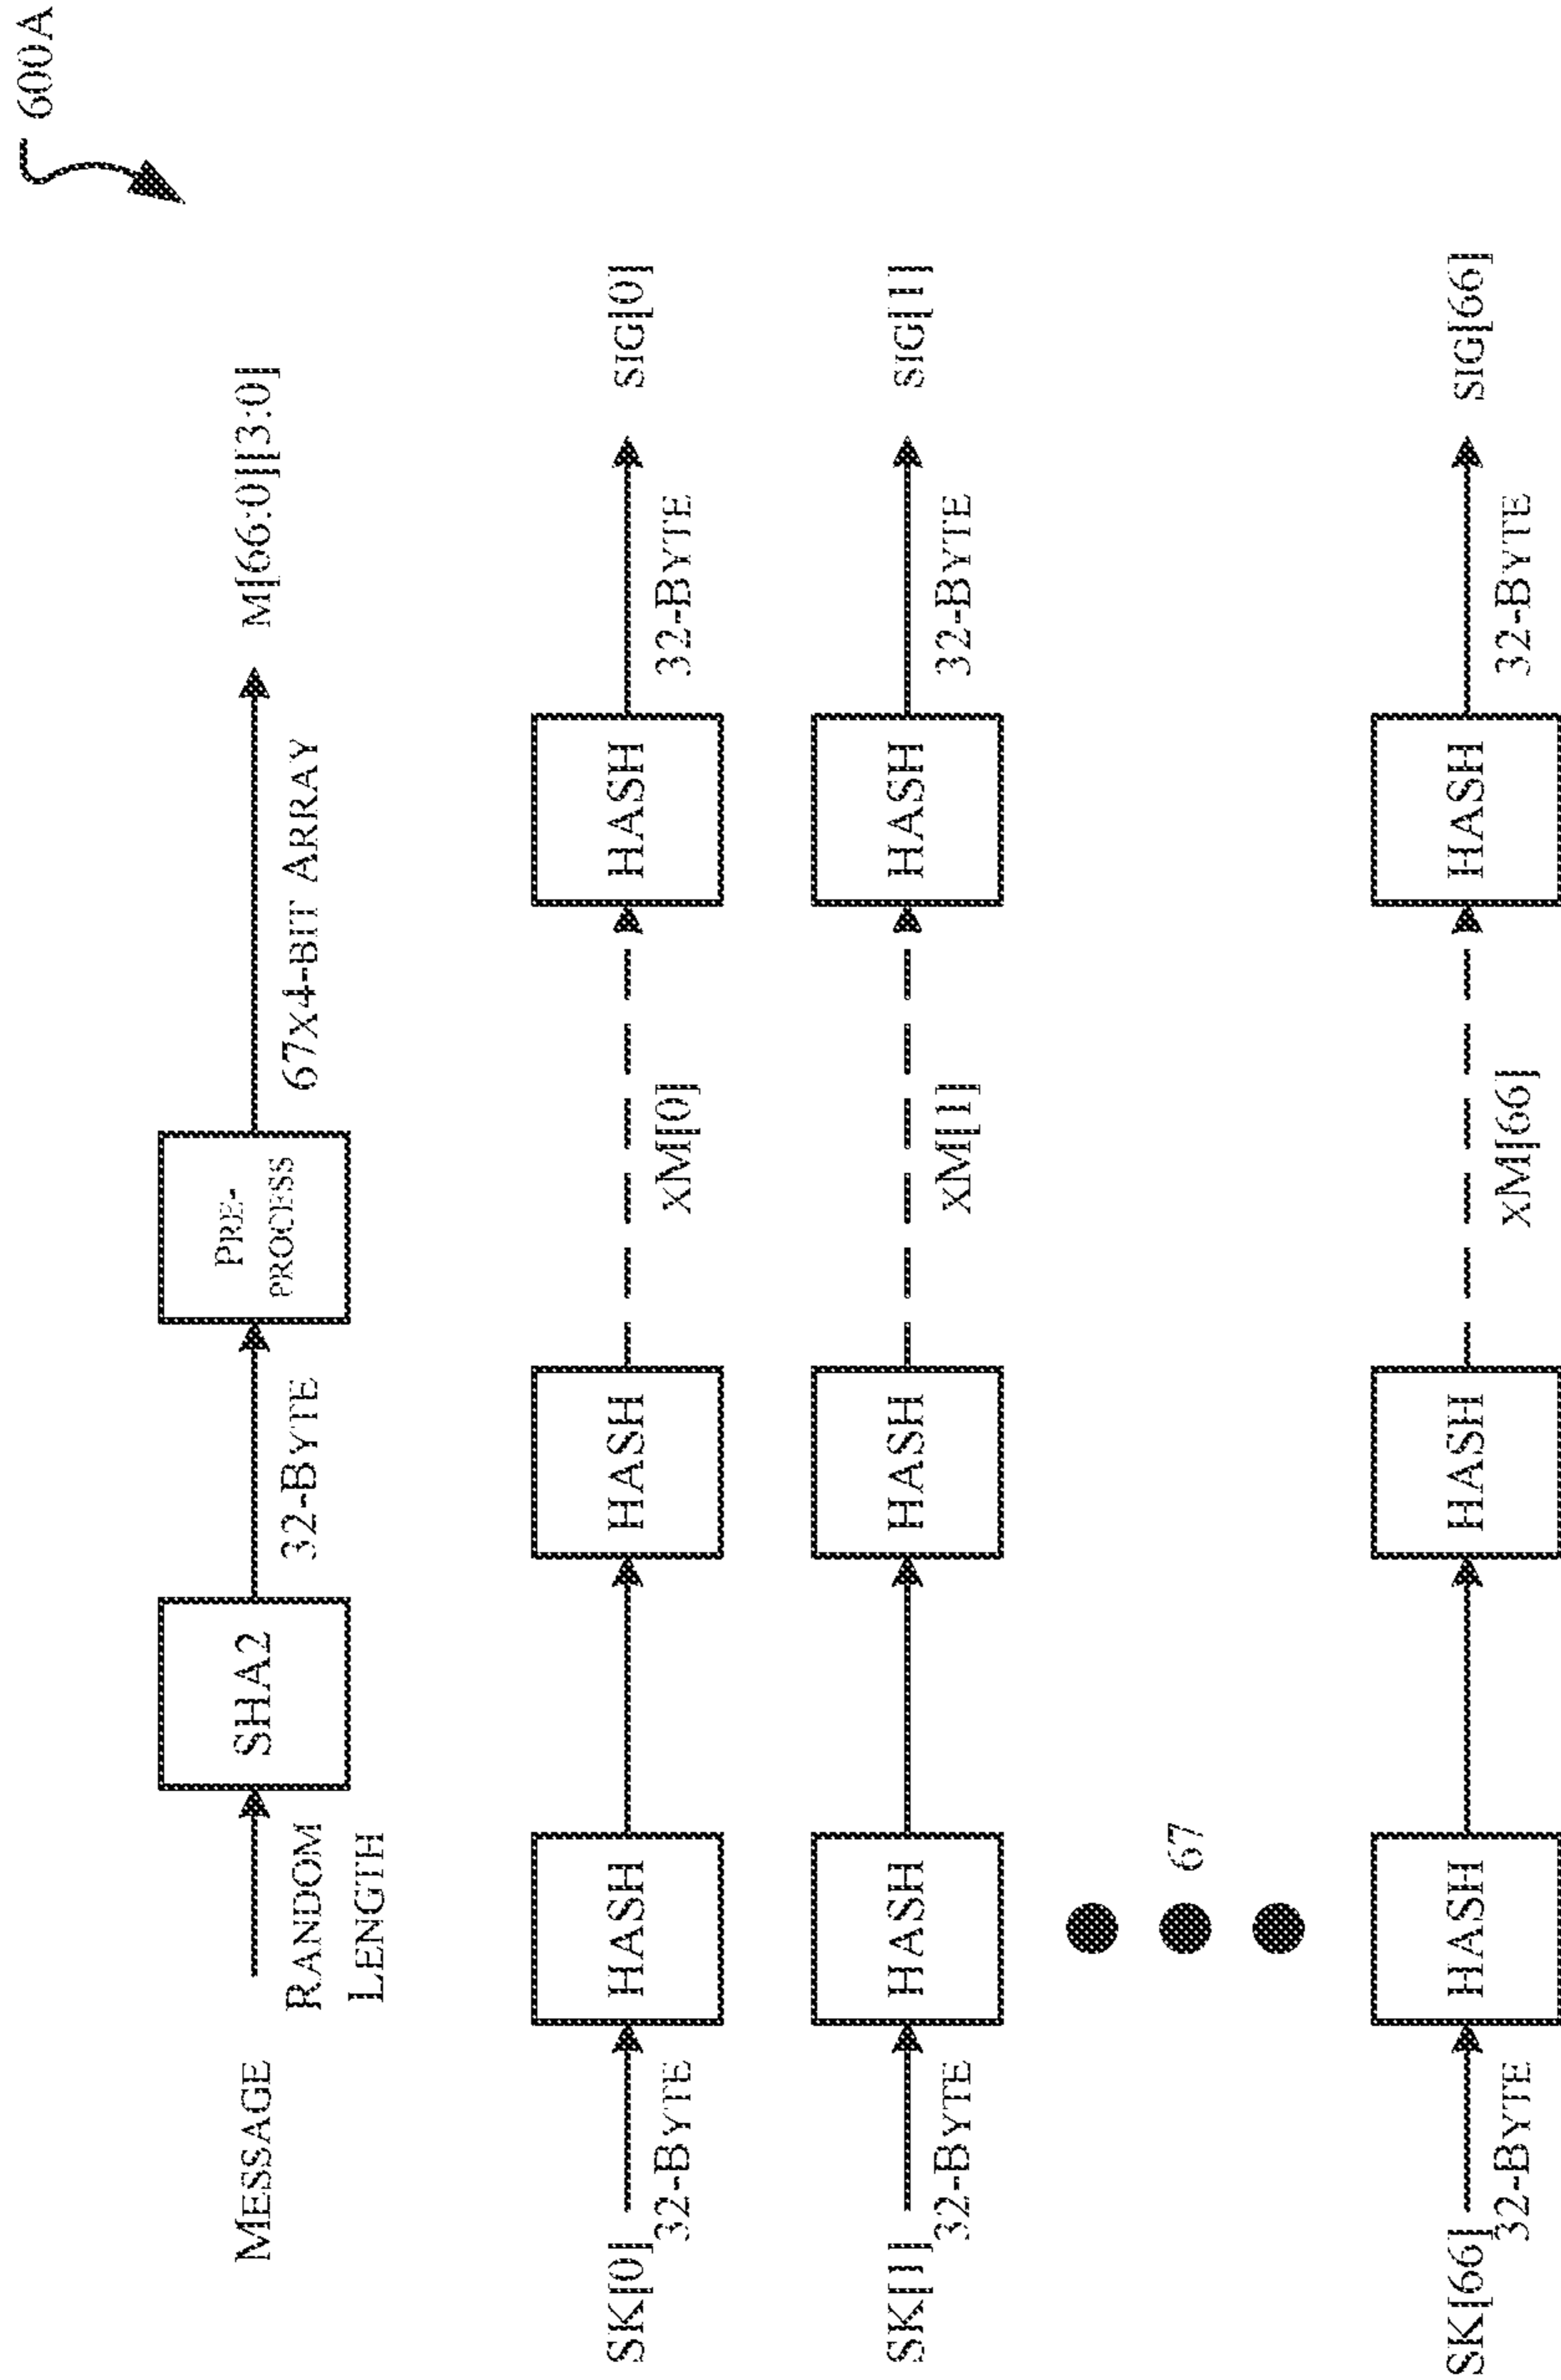 600A
MESSAGE
RANDOM
LENGTH
SHA2
32-BYTE
PRE-
PROCESS
67X4-BIT ARRAY
M[66:0][3:0]
SK[0]
32-BYTE
HASH
HASH
XM[0]
HASH
32-BYTE
SIG[0]
SK[1]
32-BYTE
HASH
HASH
XM[1]
HASH
32-BYTE
SIG[1]
67
SK[66]
32-BYTE
HASH
HASH
XM[66]
HASH
32-BYTE
SIG[66]